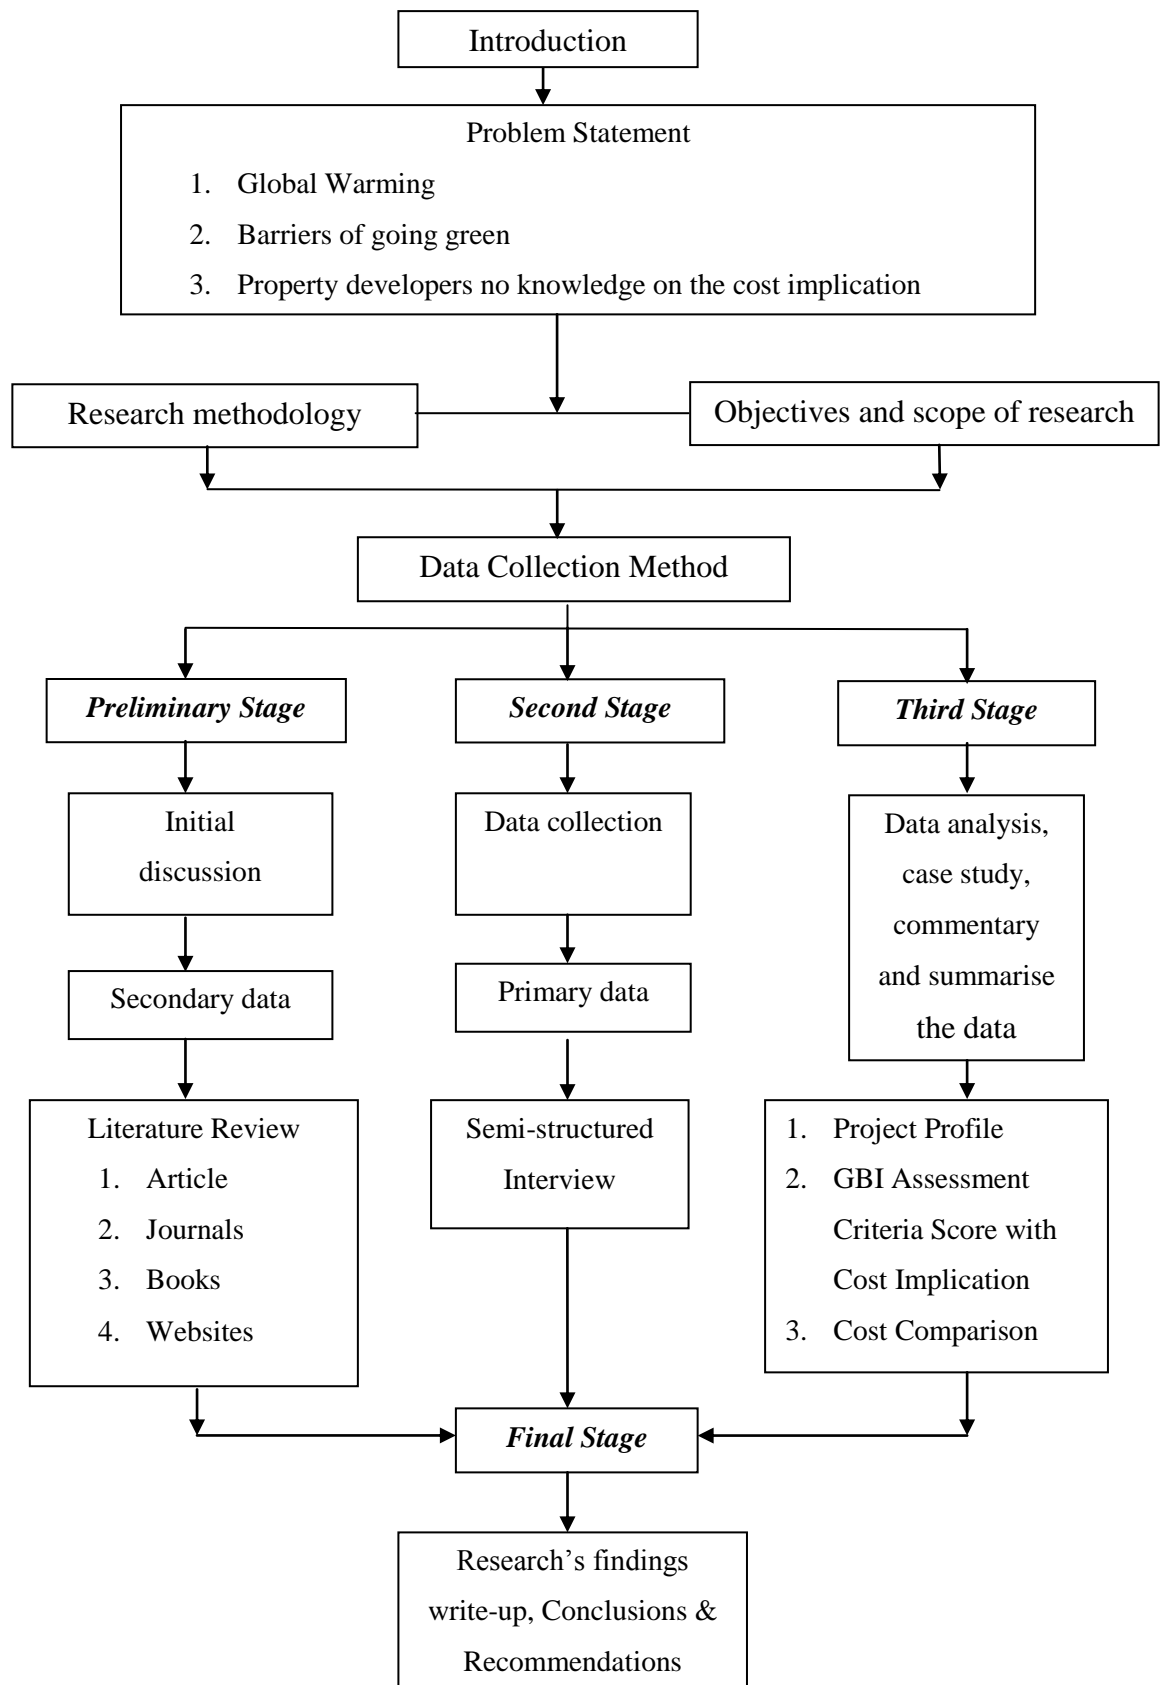 Introduction
Problem Statement
1. Global Warming
2. Barriers of going green
3. Property developers no knowledge on the cost implication
Research methodology
Objectives and scope of research
Data Collection Method
Preliminary Stage
Second Stage
Third Stage
Initial
discussion
Data collection
Data analysis,
case study,
commentary
and summarise
the data
Secondary data
Primary data
Literature Review
1. Article
2. Journals
3. Books
4. Websites
Semi-structured
Interview
1. Project Profile
2. GBI Assessment
Criteria Score with
Cost Implication
3. Cost Comparison
Final Stage
Research’s findings
write-up, Conclusions &
Recommendations